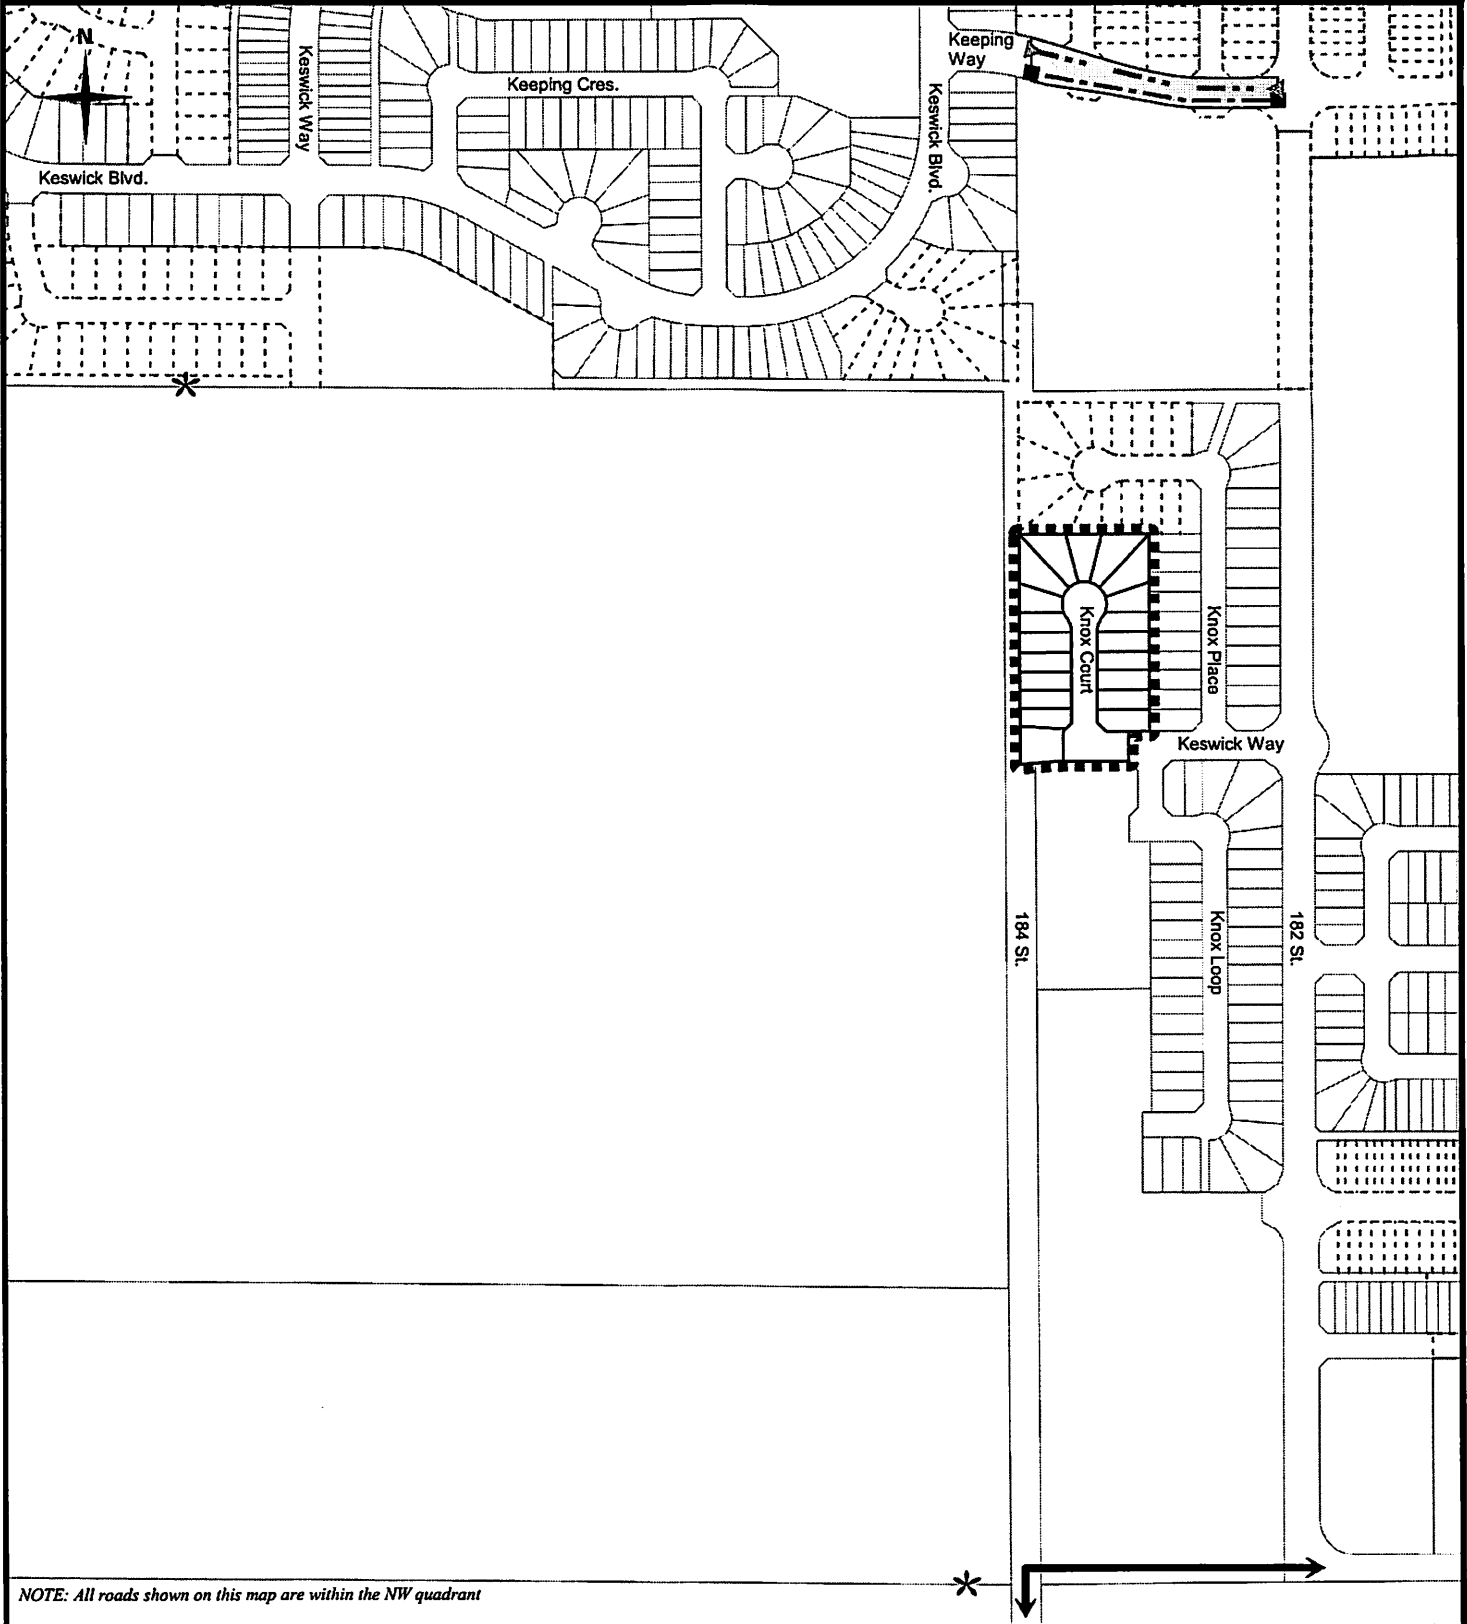 N
Keswick Way
Keeping Cres.
Keeping
Way
Keswick Blvd.
Keswick Blvd.
Knox Court
Knox Place
Keswick Way
184 St.
Knox Loop
182 St.
NOTE: All roads shown on this map are within the NW quadrant